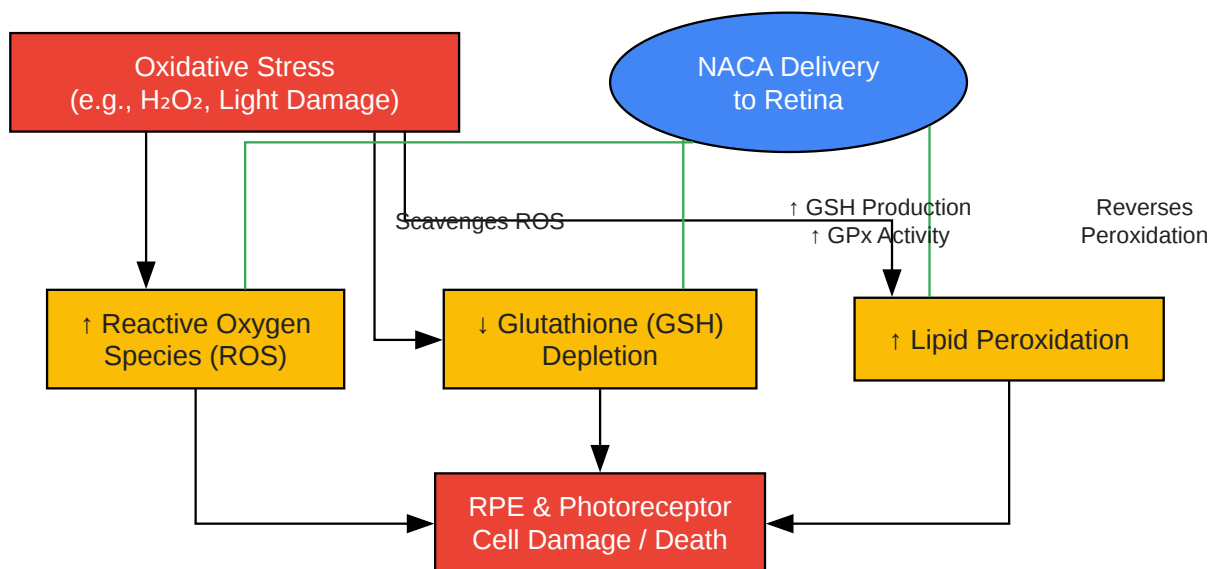 Oxidative Stress
(e.g., H₂O₂, Light Damage)
NACA Delivery
to Retina
Scavenges ROS
↑ GSH Production
↑ GPx Activity
Reverses
Peroxidation
↑ Reactive Oxygen
Species (ROS)
↓ Glutathione (GSH)
Depletion
↑ Lipid Peroxidation
RPE & Photoreceptor
Cell Damage / Death